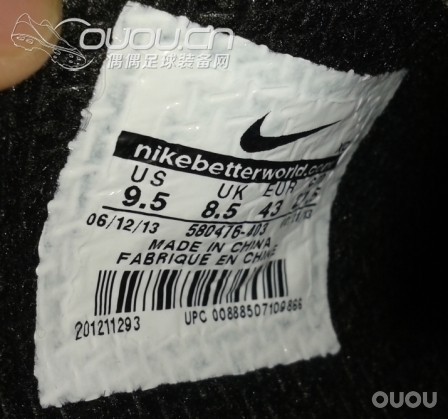 OUOU.CN
偶偶足球装备网
nikebetterworld.com
US UK EUR
9.5 8.5 43
06/12/13 580476-403
MADE IN CHINA
FABRIQUE EN CHINE
201211293 UPC 00888507109866
OUOU